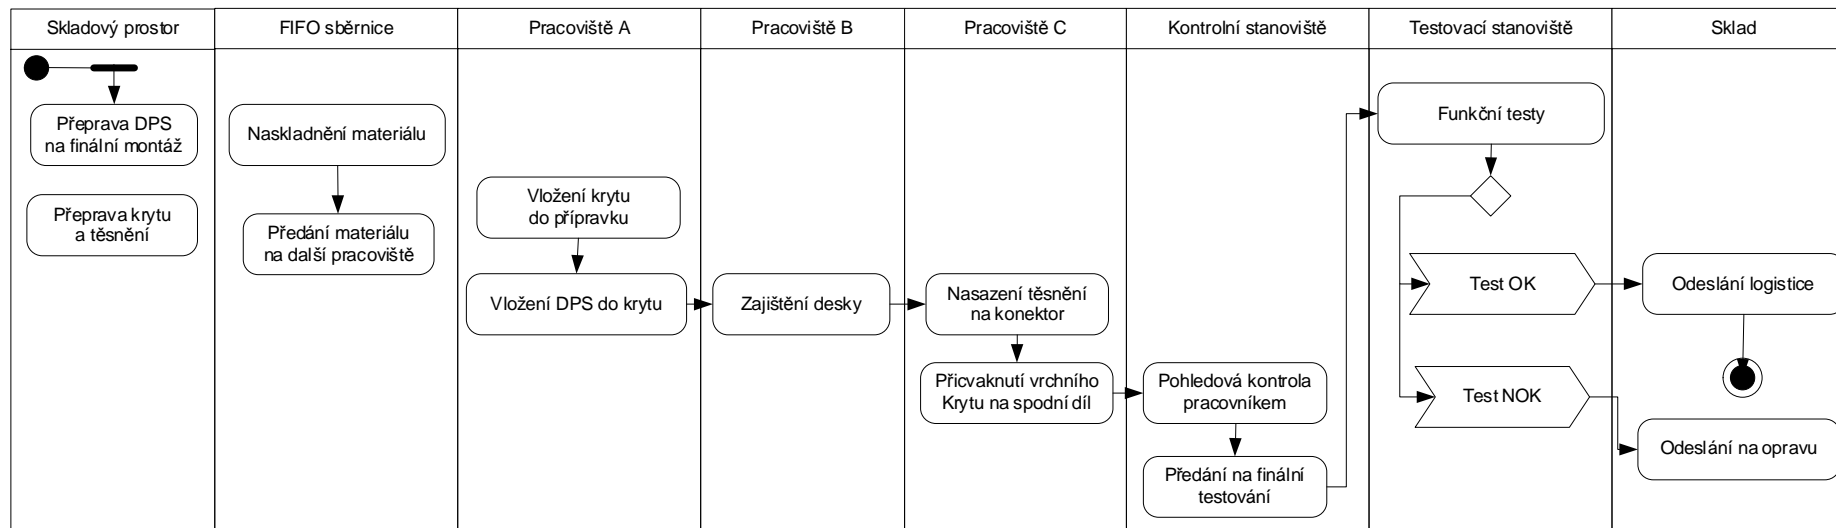 Skladový prostor
FIFO sběrnice
Pracoviště A
Pracoviště B
Pracoviště C
Kontrolní stanoviště
Testovací stanoviště
Sklad
Přeprava DPS
na finální montáž
Přeprava krytu
a těsnění
Naskladnění materiálu
Předání materiálu
na další pracoviště
Vložení krytu
do přípravku
Vložení DPS do krytu
Zajištění desky
Nasazení těsnění
na konektor
Přicvaknutí vrchního
Krytu na spodní díl
Pohledová kontrola
pracovníkem
Předání na finální
testování
Funkční testy
Test OK
Test NOK
Odeslání logistice
Odeslání na opravu